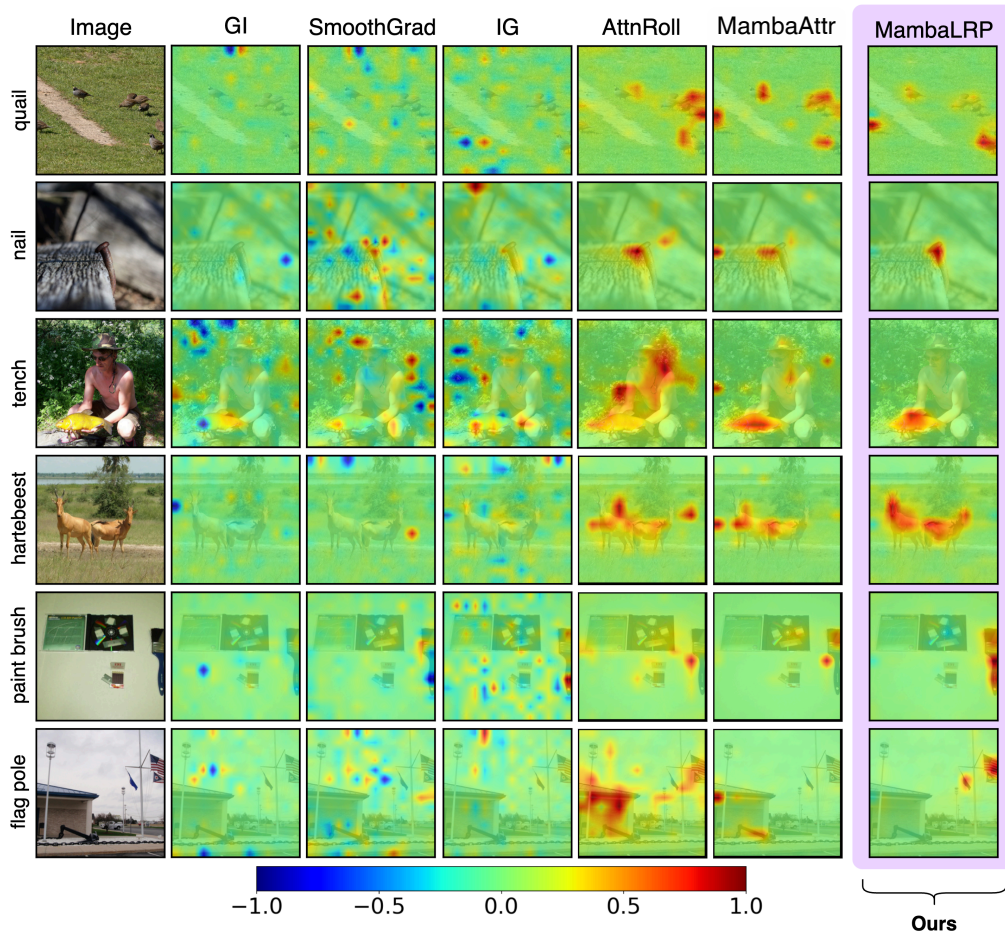 Image GI SmoothGrad IG AttnRoll MambaAttr MambaLRP
quail
nail
tench
hartebeest
paint brush
flag pole
−1.0 −0.5 0.0 0.5 1.0
Ours